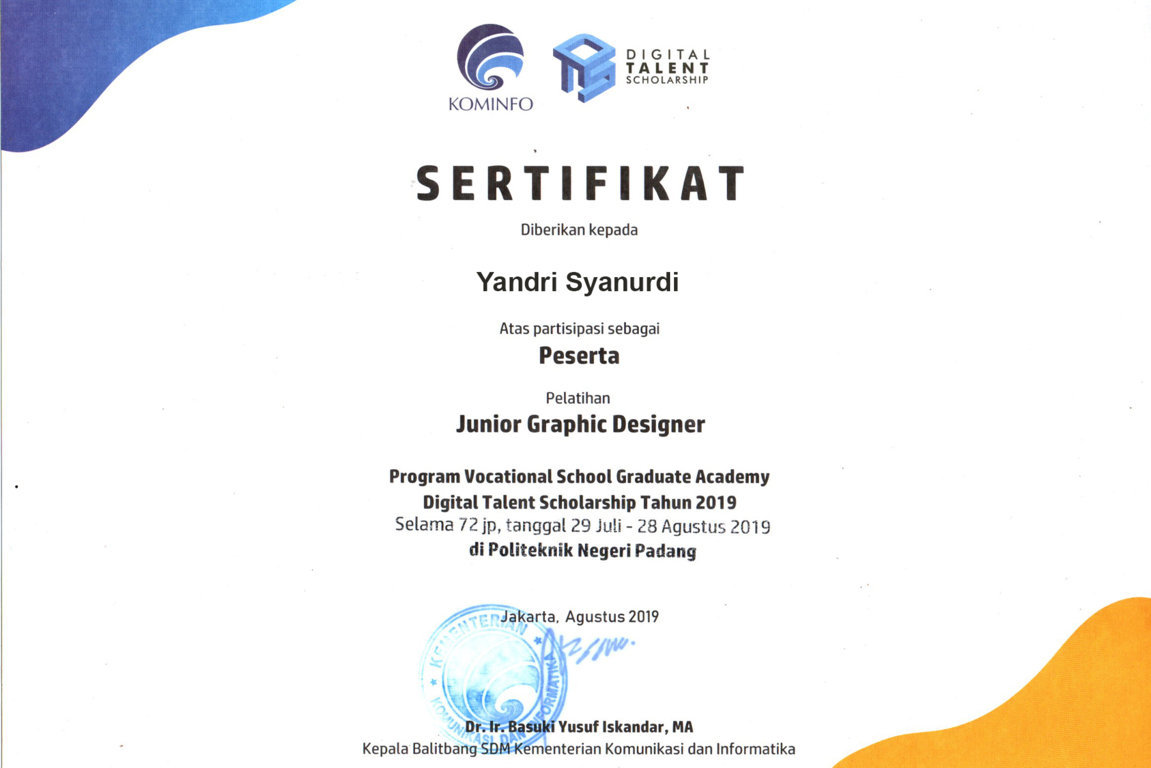 KOMINFO
DIGITAL
TALENT
SCHOLARSHIP
SERTIFIKAT
Diberikan kepada
Yandri Syanurdi
Atas partisipasi sebagai
Peserta
Pelatihan
Junior Graphic Designer
Program Vocational School Graduate Academy
Digital Talent Scholarship Tahun 2019
Selama 72 jp, tanggal 29 Juli - 28 Agustus 2019
di Politeknik Negeri Padang
Jakarta, Agustus 2019
KEMENTERIAN
KOMUNIKASI DAN INFORMATIKA
Dr. Ir. Basuki Yusuf Iskandar, MA
Kepala Balitbang SDM Kementerian Komunikasi dan Informatika